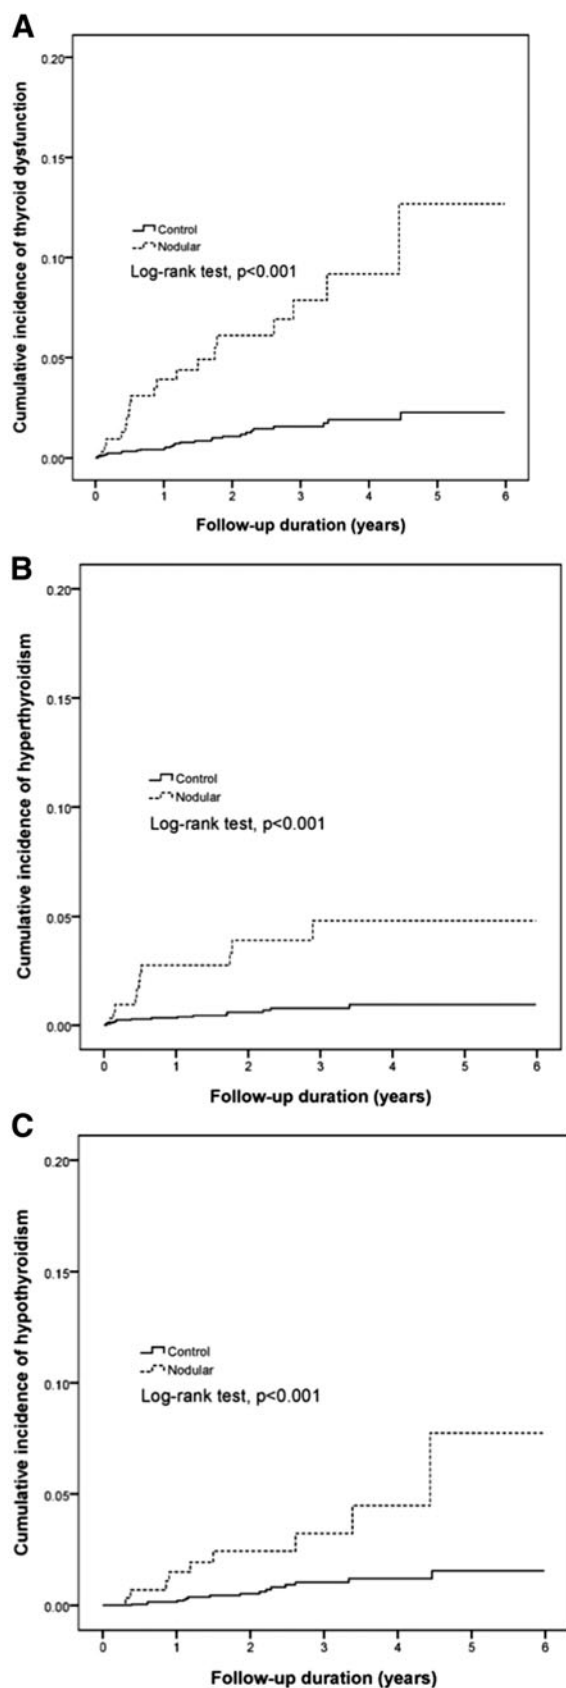 A
Cumulative incidence of thyroid dysfunction
0.20
0.15
0.10
0.05
0.00
Control
Nodular
Log-rank test, p<0.001
0 1 2 3 4 5 6
Follow-up duration (years)
B
Cumulative incidence of hyperthyroidism
0.20
0.15
0.10
0.05
0.00
Control
Nodular
Log-rank test, p<0.001
0 1 2 3 4 5 6
Follow-up duration (years)
C
Cumulative incidence of hypothyroidism
0.20
0.15
0.10
0.05
0.00
Control
Nodular
Log-rank test, p<0.001
0 1 2 3 4 5 6
Follow-up duration (years)